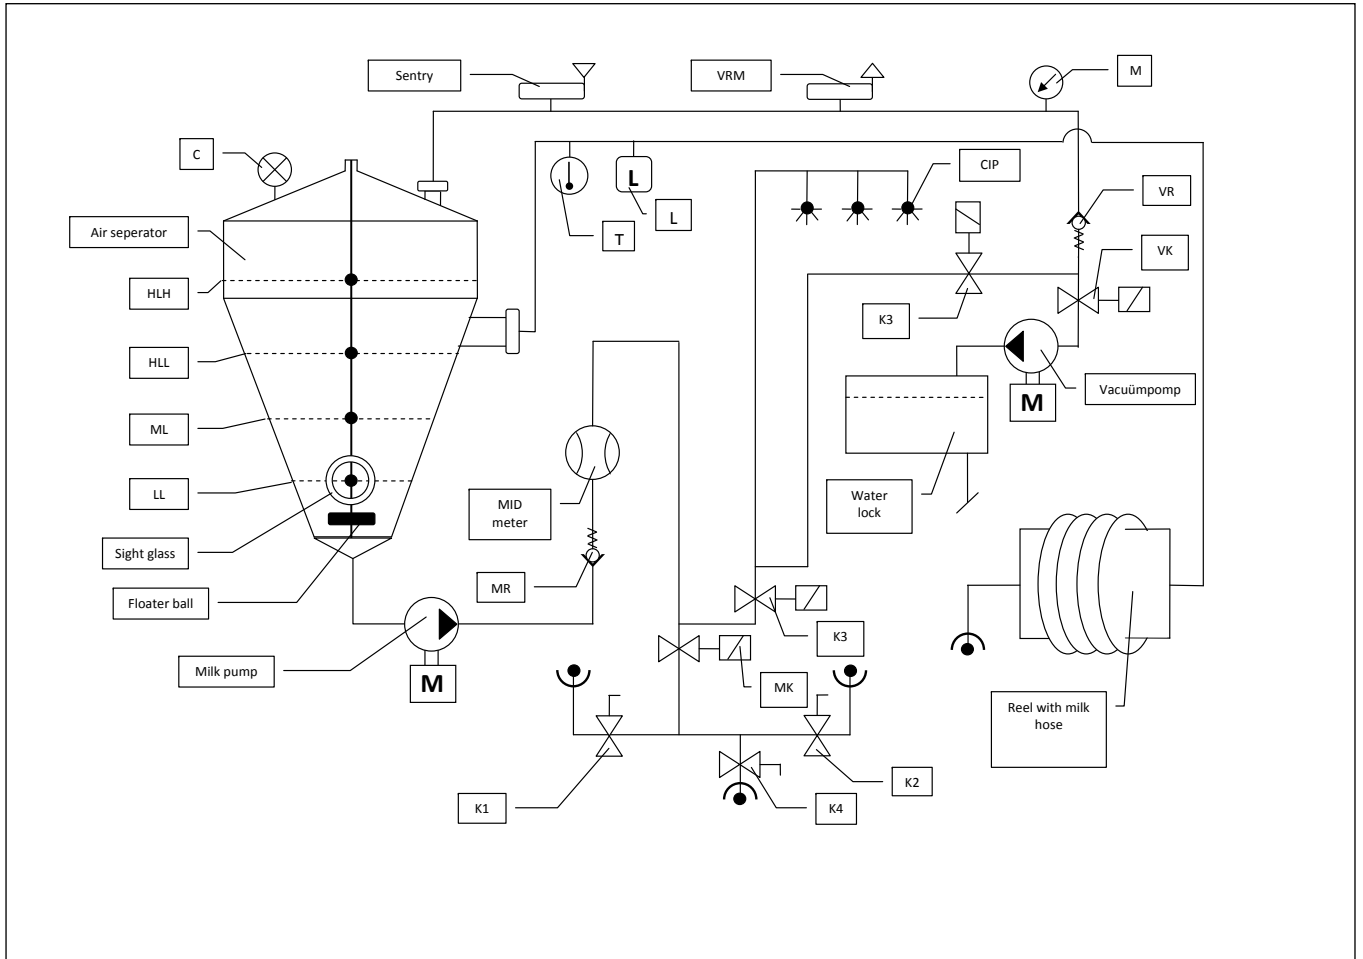 Sentry
VRM
M
C
CIP
L
L
T
VR
Air seperator
VK
HLH
K3
HLL
Vacuümpomp
M
ML
LL
MID
meter
Water
lock
Sight glass
MR
Floater ball
K3
Milk pump
M
MK
Reel with milk
hose
K2
K1
K4